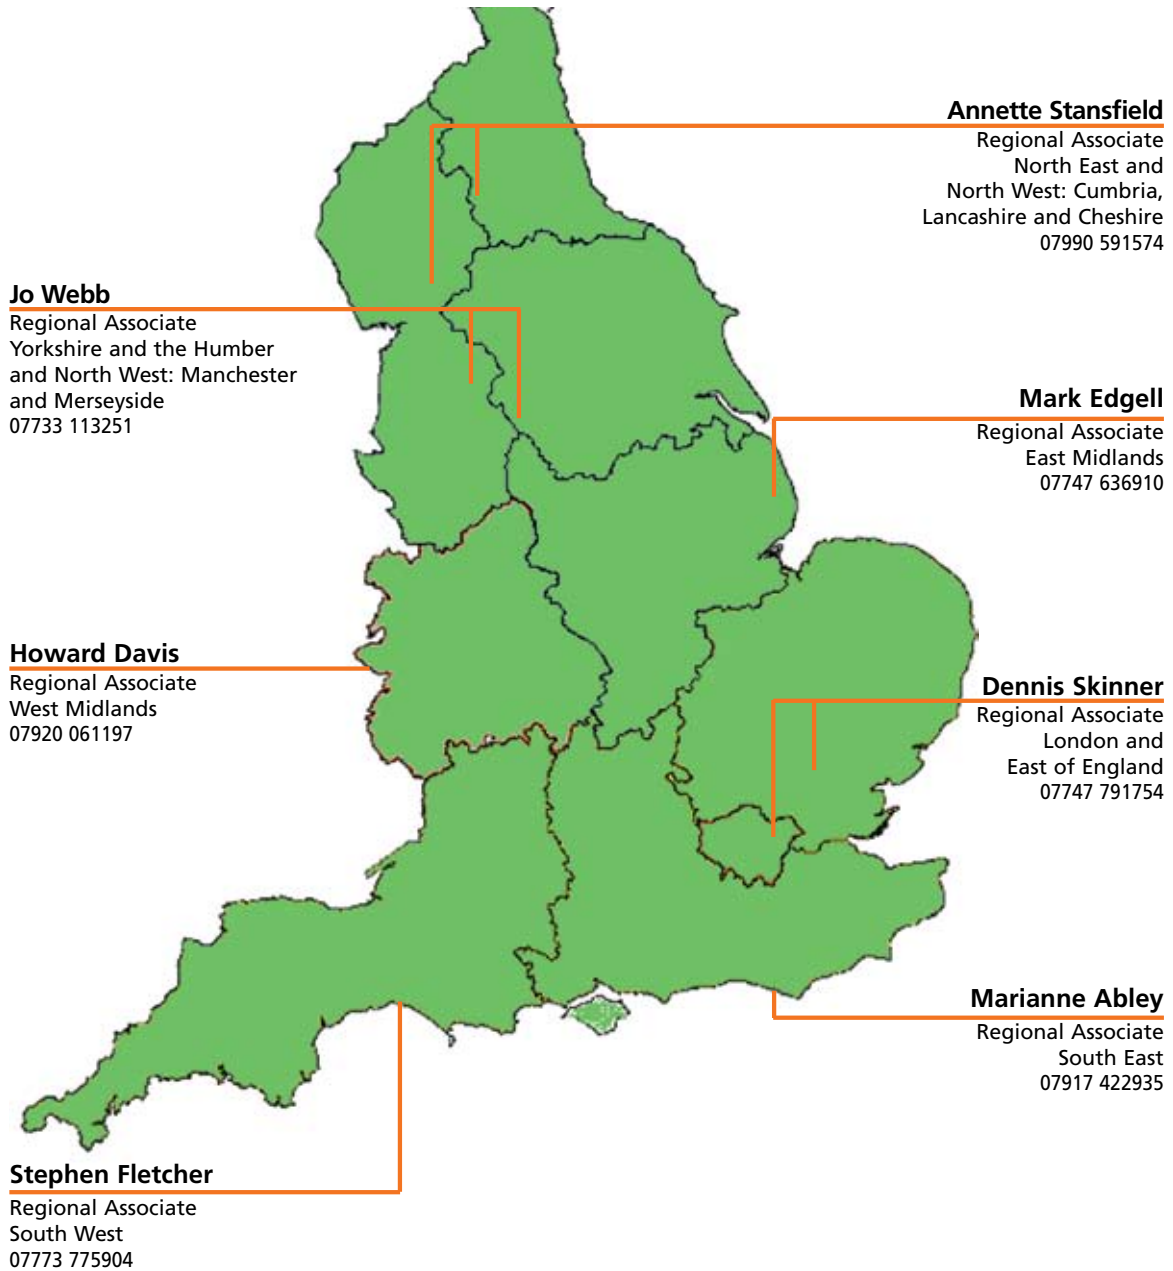 Annette Stansfield
Regional Associate
North East and
North West: Cumbria,
Lancashire and Cheshire
07990 591574
Jo Webb
Regional Associate
Yorkshire and the Humber
and North West: Manchester
and Merseyside
07733 113251
Mark Edgell
Regional Associate
East Midlands
07747 636910
Howard Davis
Regional Associate
West Midlands
07920 061197
Dennis Skinner
Regional Associate
London and
East of England
07747 791754
Marianne Abley
Regional Associate
South East
07917 422935
Stephen Fletcher
Regional Associate
South West
07773 775904